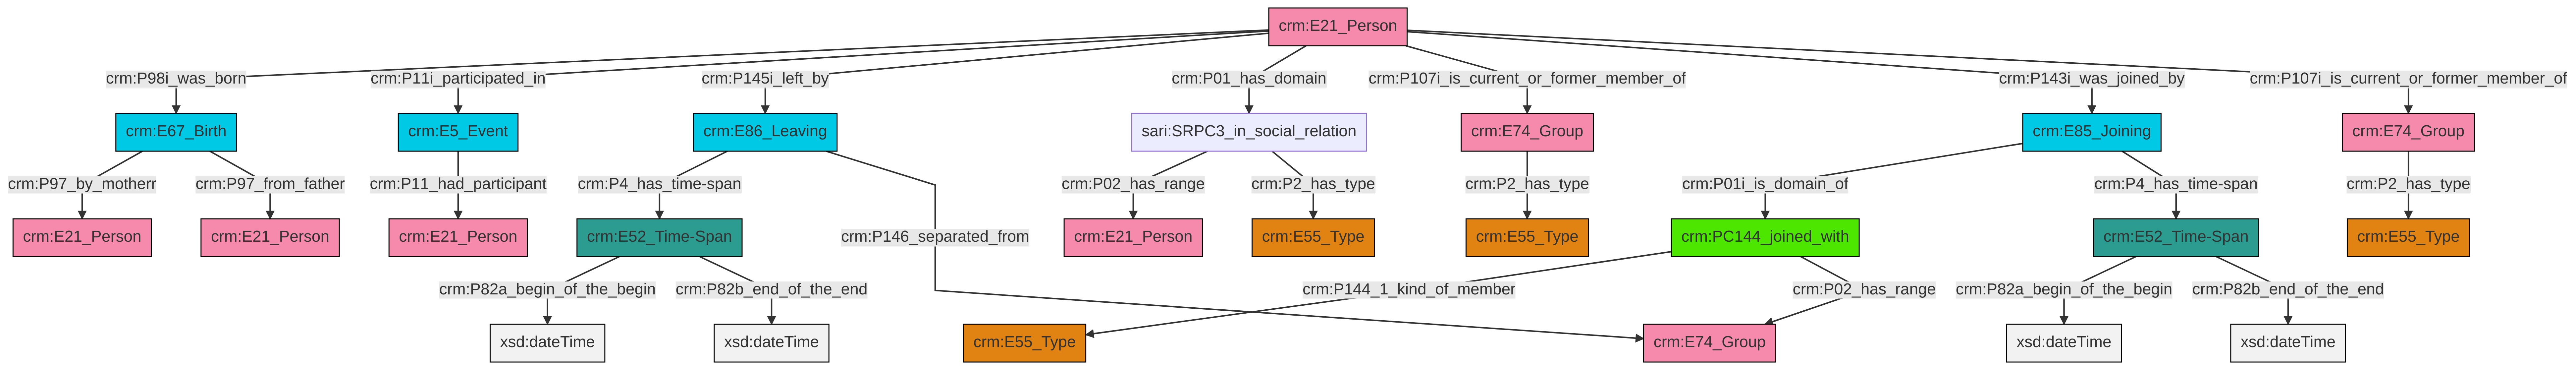 crm:E21_Person
crm:P98i_was_born
crm:P11i_participated_in
crm:P145i_left_by
crm:P01_has_domain
crm:P107i_is_current_or_former_member_of
crm:P143i_was_joined_by
crm:P107i_is_current_or_former_member_of
crm:E67_Birth
crm:E5_Event
crm:E86_Leaving
sari:SRPC3_in_social_relation
crm:E74_Group
crm:E85_Joining
crm:E74_Group
crm:P97_by_motherr
crm:P97_from_father
crm:P11_had_participant
crm:P4_has_time-span
crm:P02_has_range
crm:P2_has_type
crm:P2_has_type
crm:P01i_is_domain_of
crm:P4_has_time-span
crm:P2_has_type
crm:E21_Person
crm:E21_Person
crm:E21_Person
crm:E52_Time-Span
crm:P146_separated_from
crm:E21_Person
crm:E55_Type
crm:E55_Type
crm:PC144_joined_with
crm:E52_Time-Span
crm:E55_Type
crm:P82a_begin_of_the_begin
crm:P82b_end_of_the_end
crm:P144_1_kind_of_member
crm:P02_has_range
crm:P82a_begin_of_the_begin
crm:P82b_end_of_the_end
xsd:dateTime
xsd:dateTime
crm:E55_Type
crm:E74_Group
xsd:dateTime
xsd:dateTime